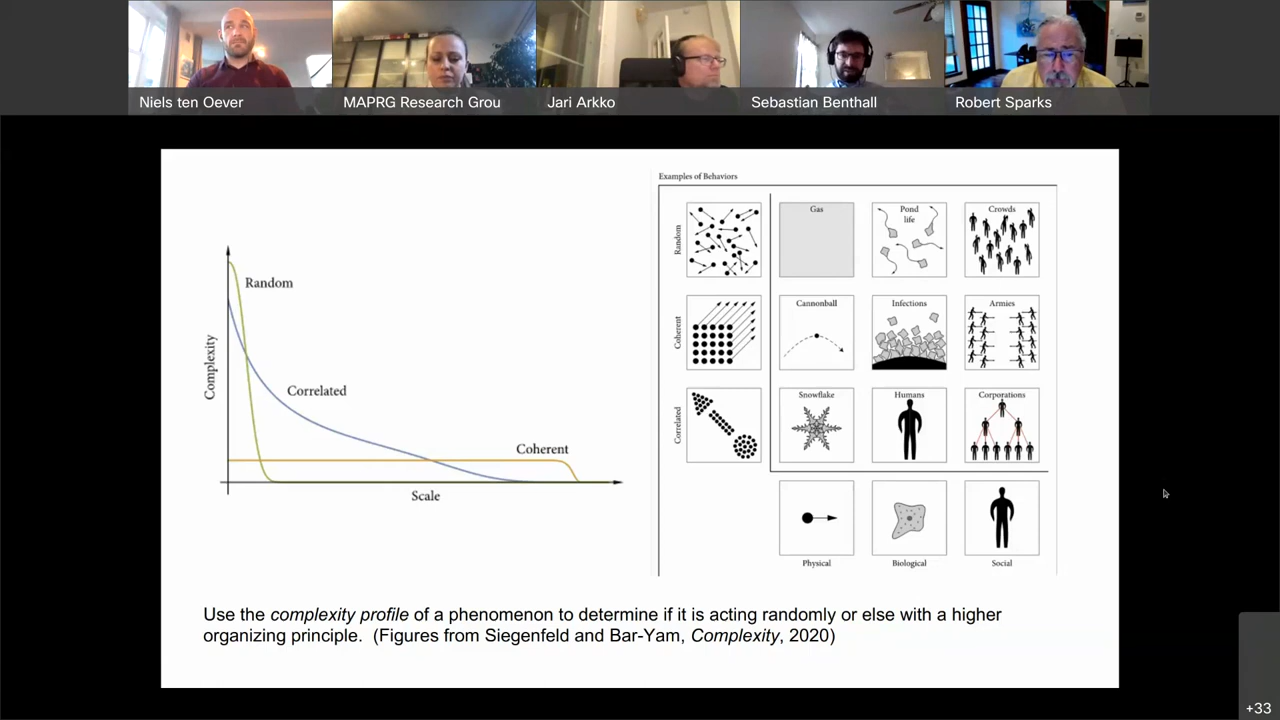 Niels ten Oever
MAPRG Research Grou
Jari Arkko
Sebastian Benthall
Robert Sparks
Random
Correlated
Coherent
Complexity
Scale
Examples of Behaviors
Random
Gas
Pond
life
Crowds
Coherent
Cannonball
Infections
Armies
Correlated
Snowflake
Humans
Corporations
Physical
Biological
Social
Use the complexity profile of a phenomenon to determine if it is acting randomly or else with a higher
organizing principle. (Figures from Siegenfeld and Bar-Yam, Complexity, 2020)
+33